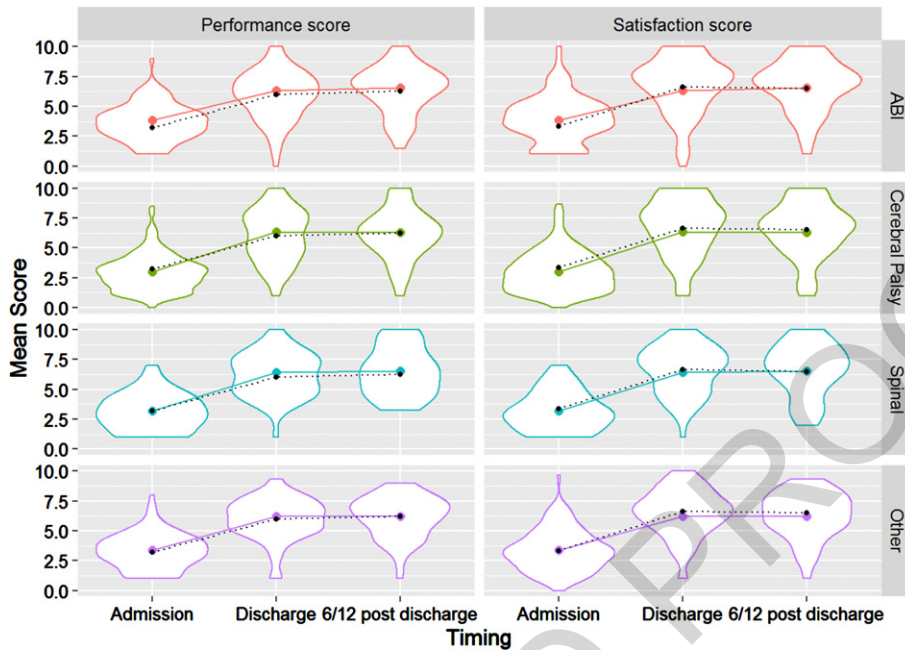 Performance score Satisfaction score
10.0
7.5
5.0
2.5
0.0
ABI
10.0
7.5
5.0
2.5
0.0
Cerebral Palsy
10.0
7.5
5.0
2.5
0.0
Spinal
10.0
7.5
5.0
2.5
0.0
Other
Mean Score
Admission Discharge 6/12 post discharge Admission Discharge 6/12 post discharge
Timing
PROO